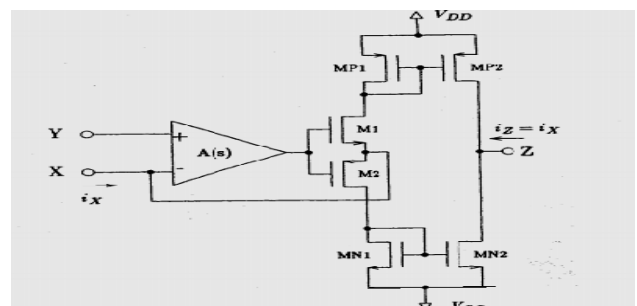 V_DD
MP1
MP2
Y
+
A(s)
M1
i_Z = i_X
Z
X
-
M2
i_X
MN1
MN2